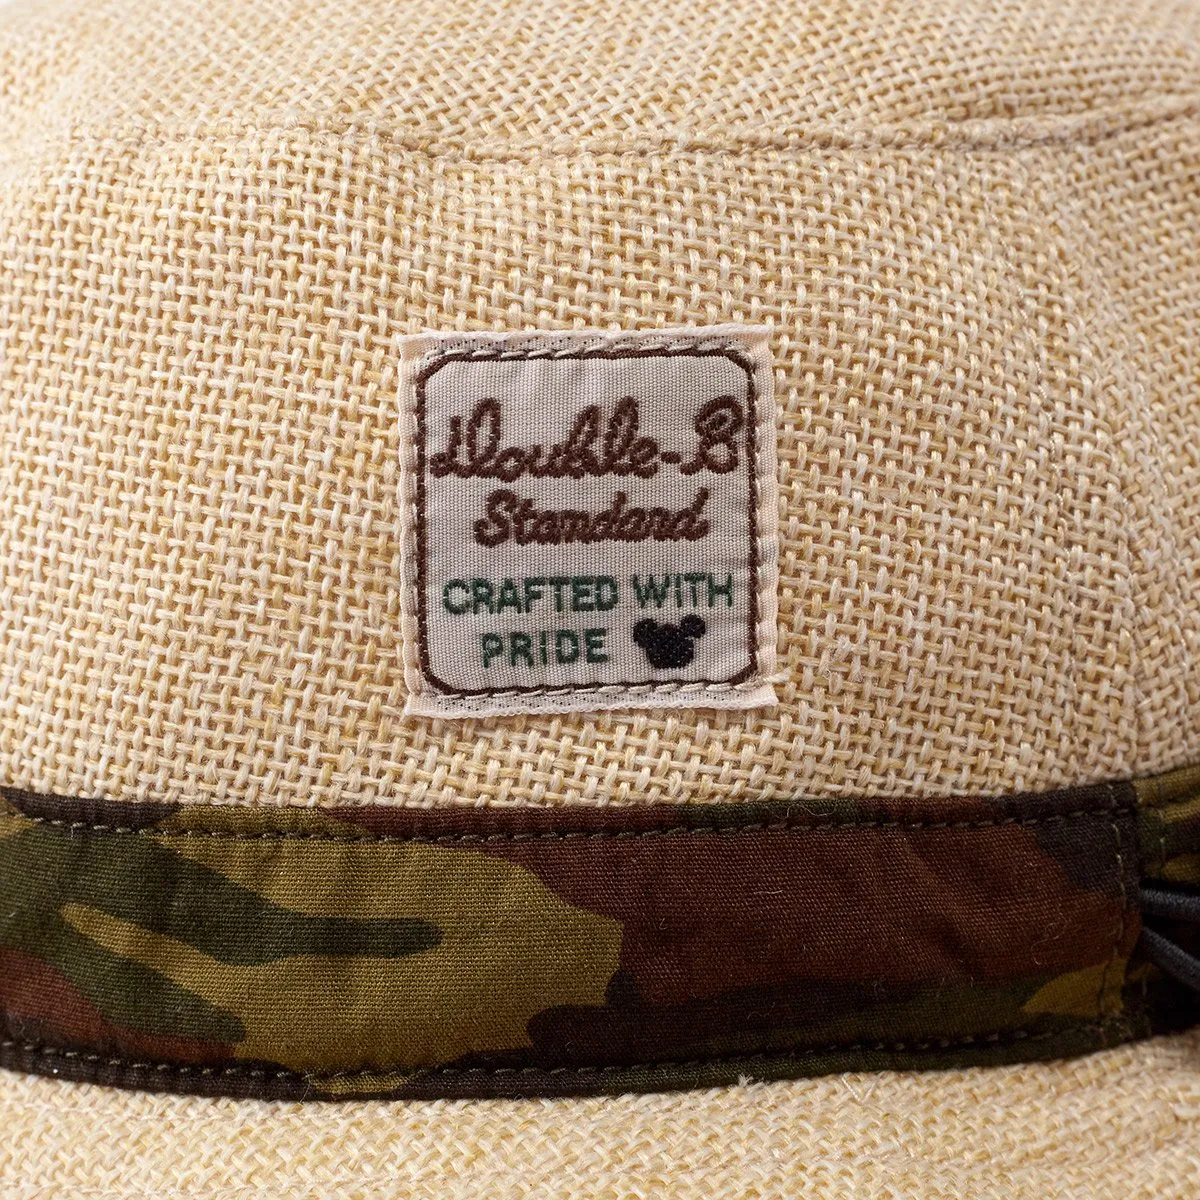 Double-B
Standard
CRAFTED WITH
PRiDE